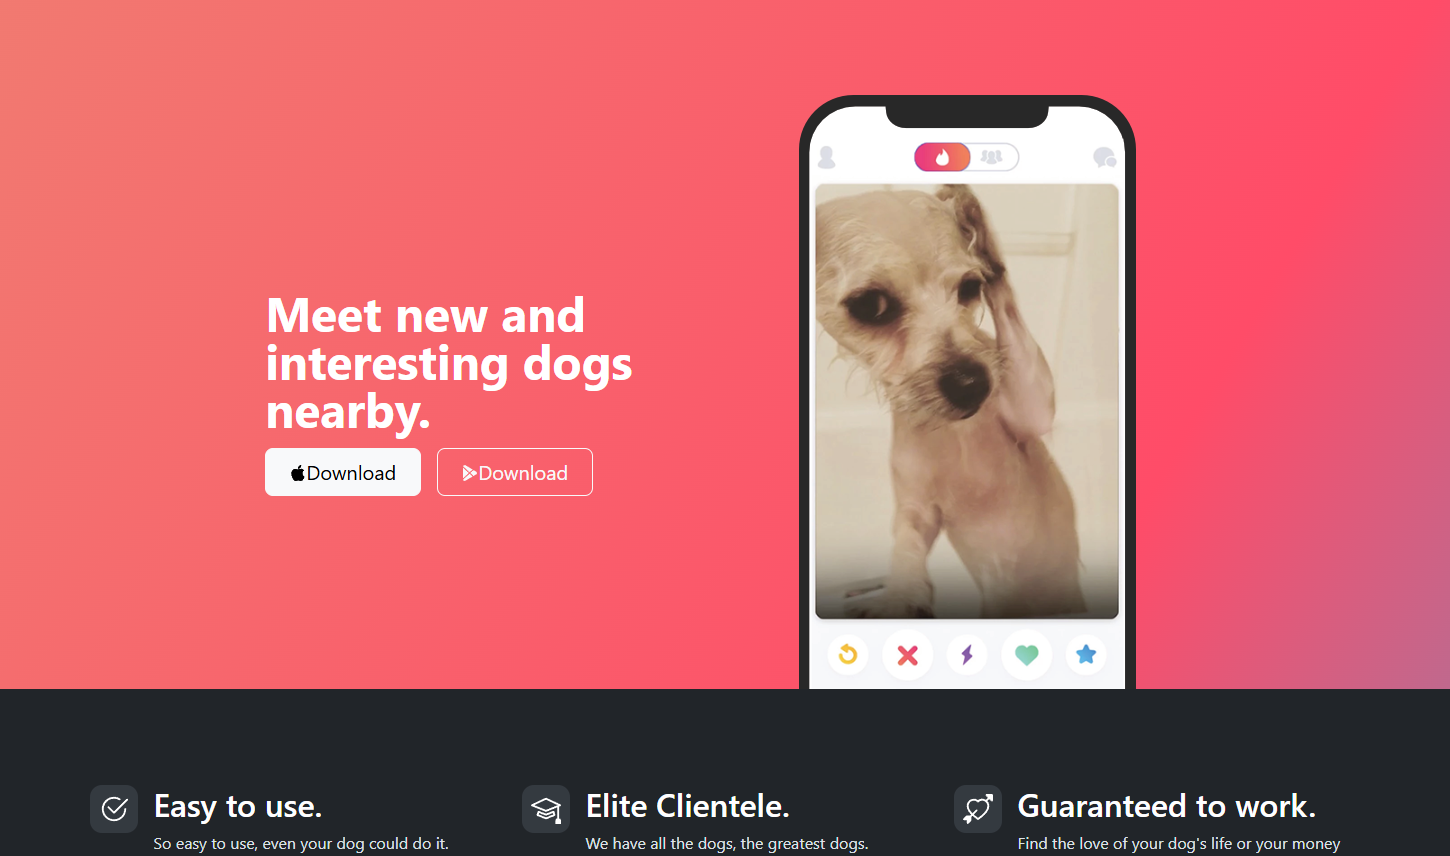 Meet new and
interesting dogs
nearby.
Download
Download
Easy to use.
So easy to use, even your dog could do it.
Elite Clientele.
We have all the dogs, the greatest dogs.
Guaranteed to work.
Find the love of your dog's life or your money